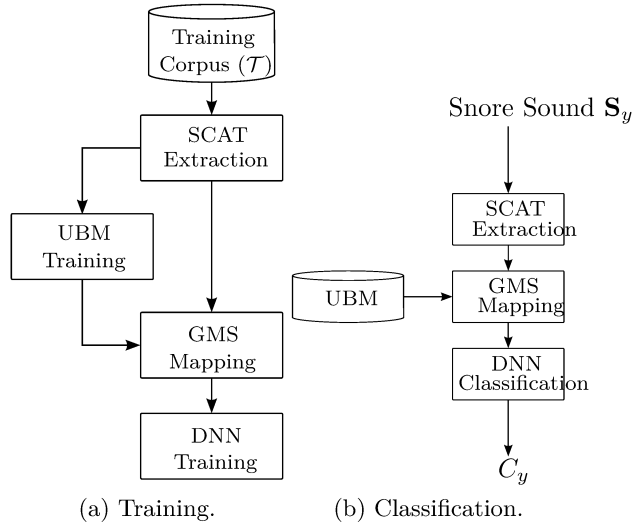 Training
Corpus (𝒯)
SCAT
Extraction
UBM
Training
GMS
Mapping
DNN
Training
(a) Training.
Snore Sound S_y
SCAT
Extraction
UBM
GMS
Mapping
DNN
Classification
C_y
(b) Classification.